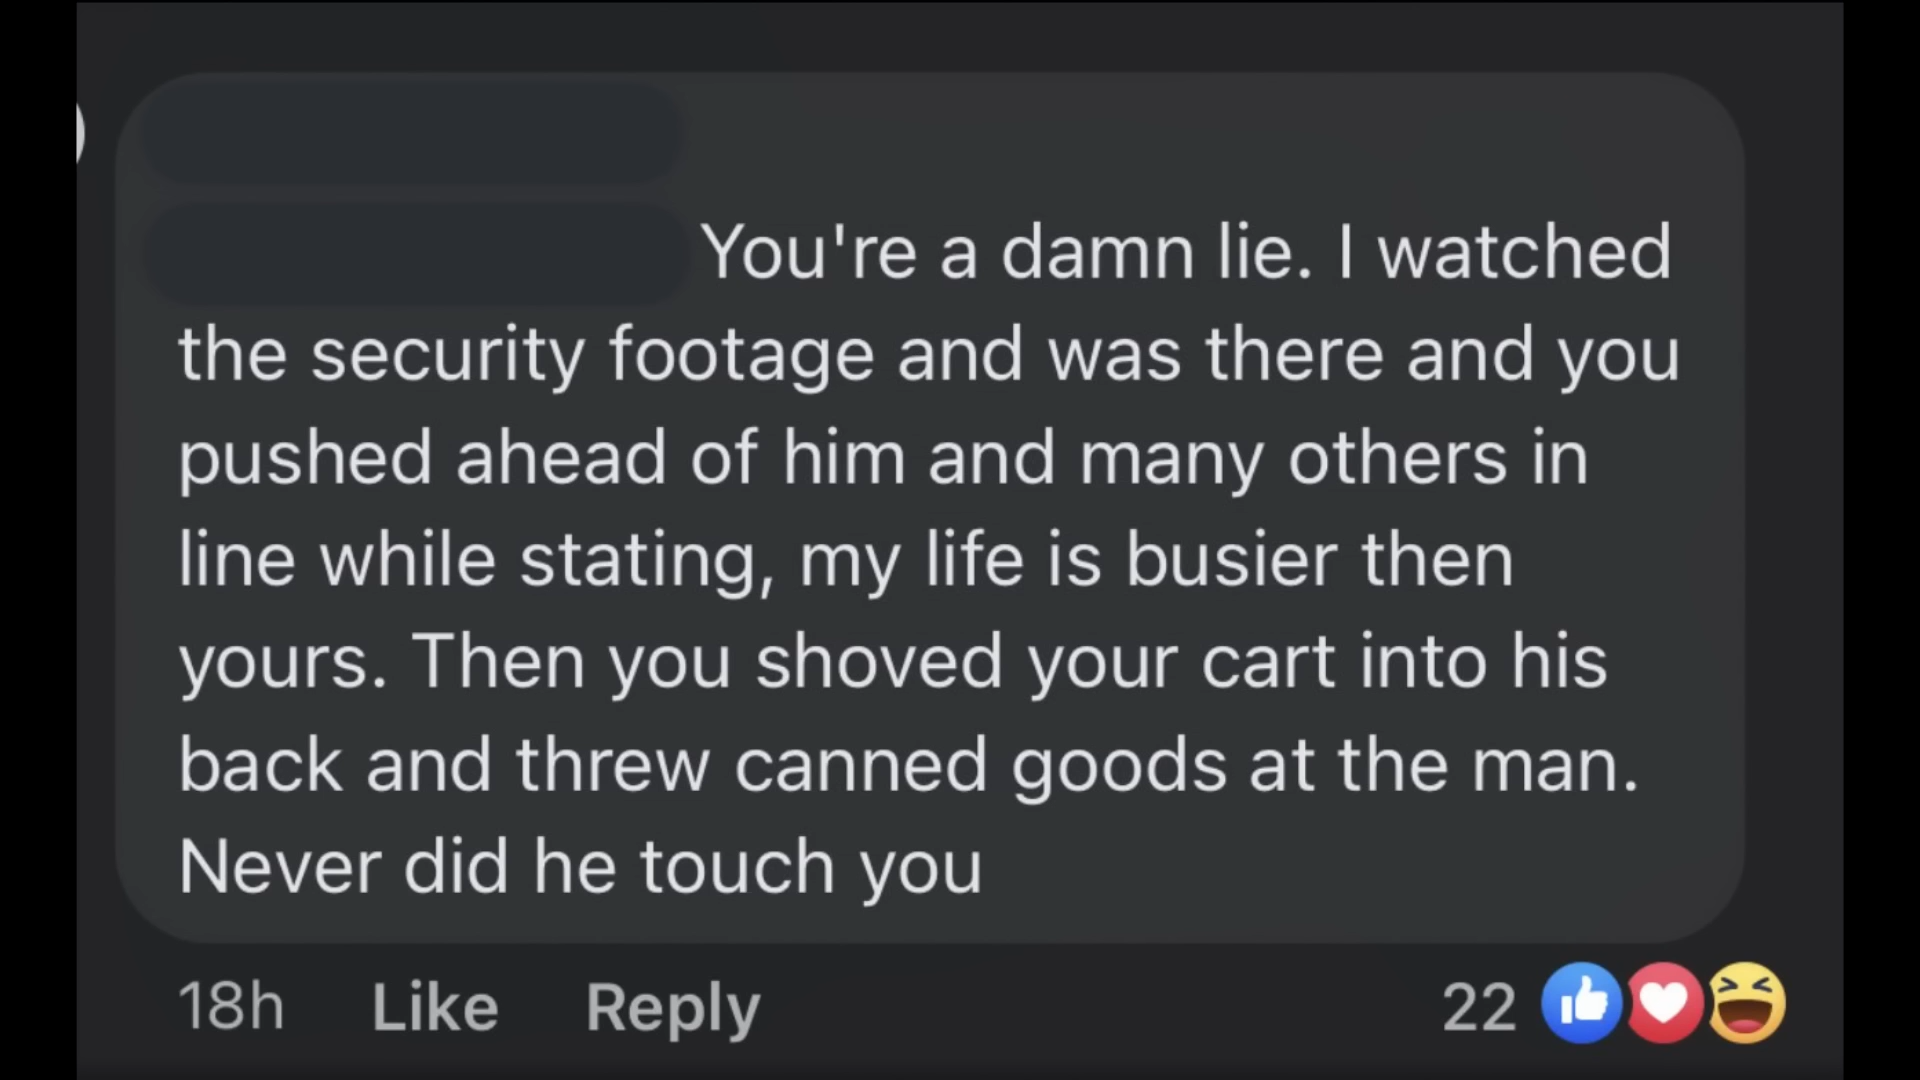 You're a damn lie. I watched
the security footage and was there and you
pushed ahead of him and many others in
line while stating, my life is busier then
yours. Then you shoved your cart into his
back and threw canned goods at the man.
Never did he touch you
18h Like Reply 22